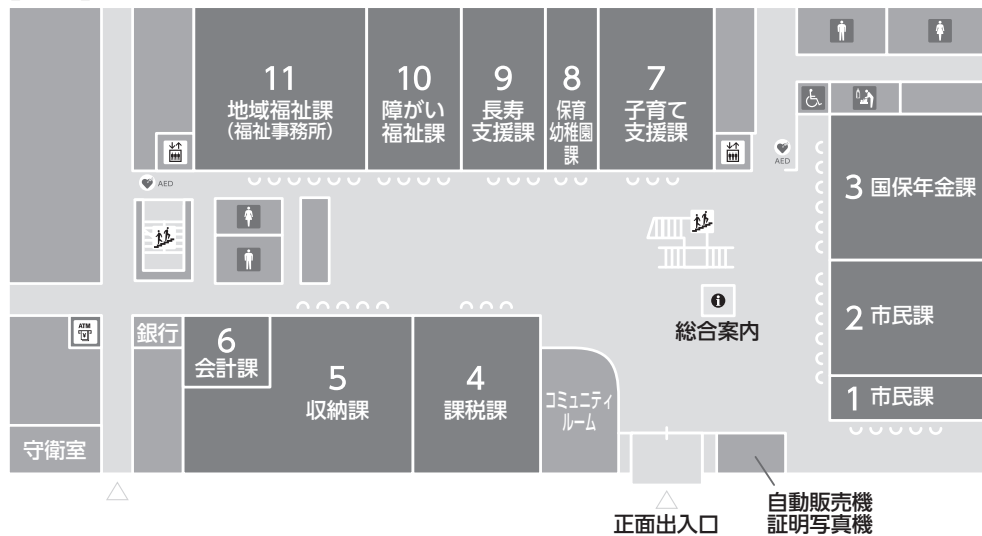 11
地域福祉課
(福祉事務所)
10
障がい
福祉課
9
長寿
支援課
8
保育
幼稚園
課
7
子育て
支援課
AED
AED
3 国保年金課
2 市民課
1 市民課
総合案内
ATM
銀行
6
会計課
5
収納課
4
課税課
コミュニティ
ルーム
守衛室
正面出入口
自動販売機
証明写真機